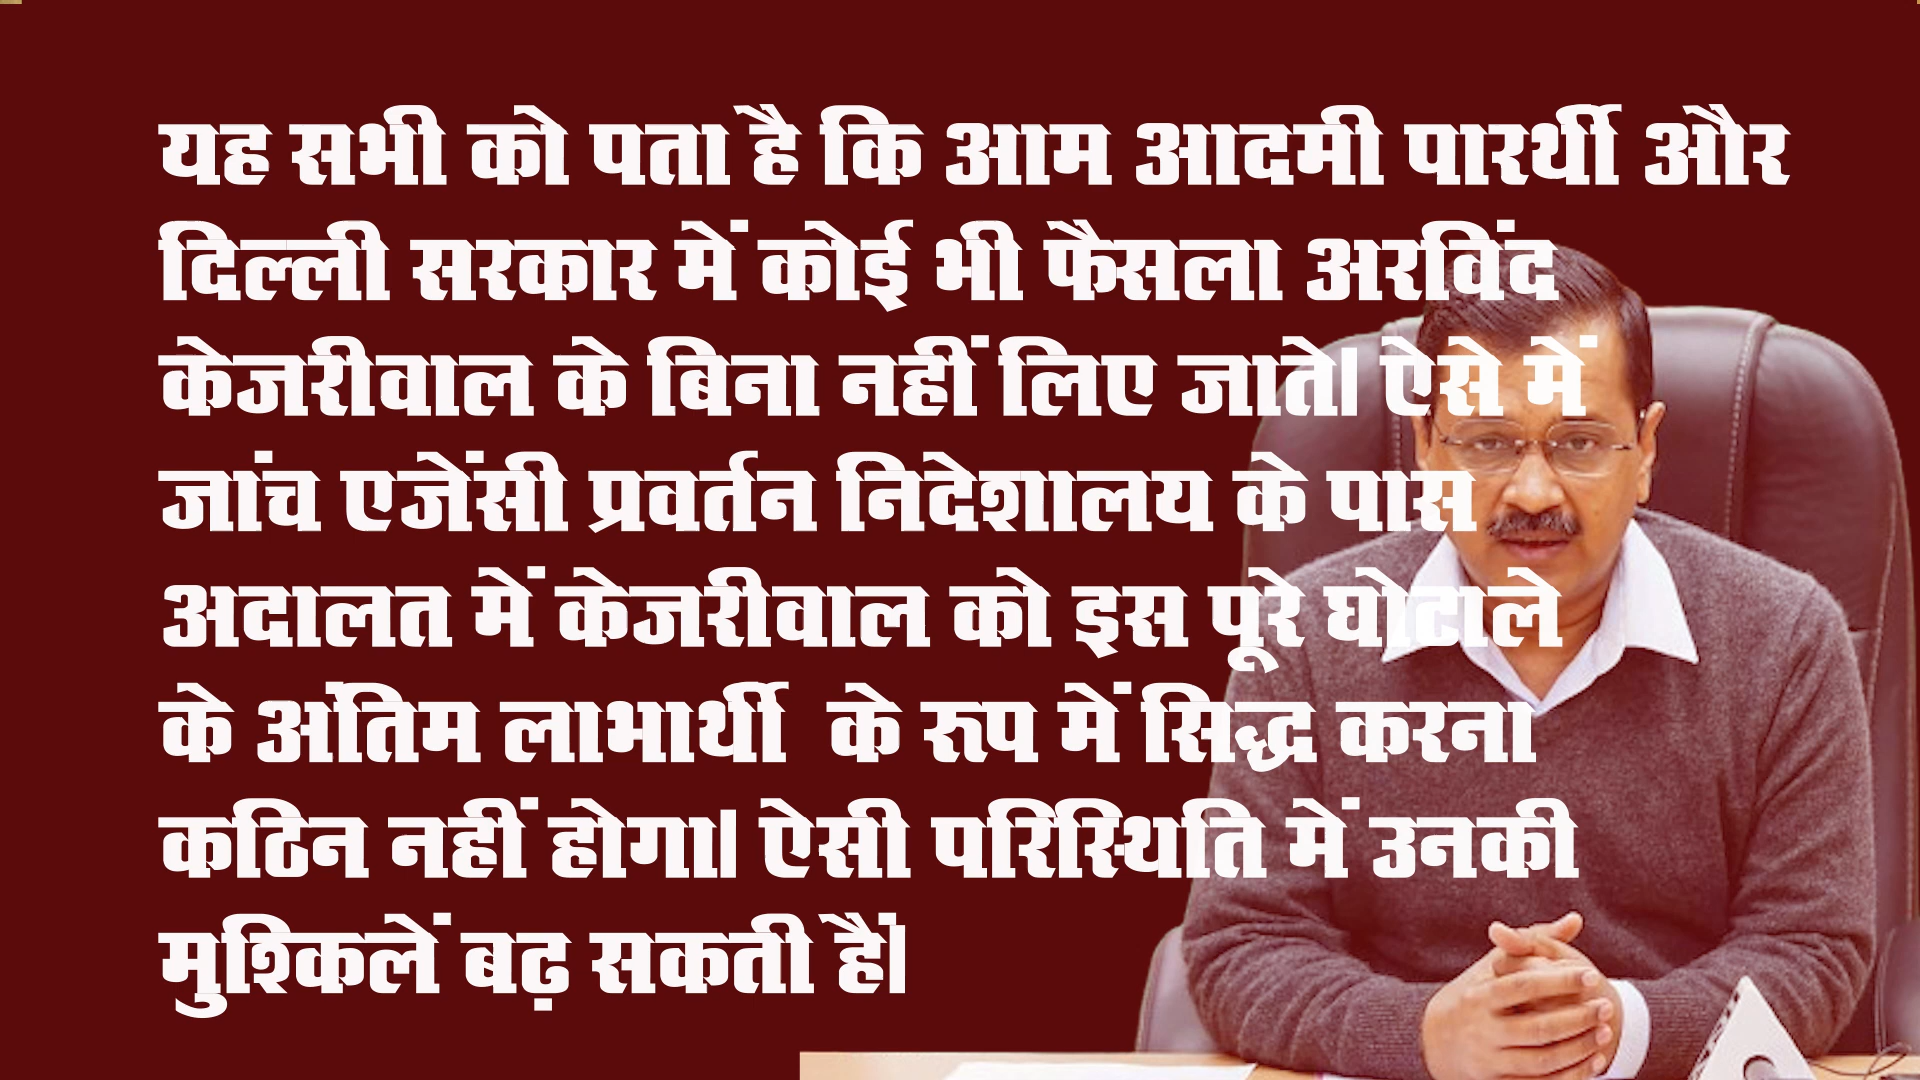 यह सभी को पता है कि आम आदमी पारर्थी और
दिल्ली सरकार में कोई भी फैसला अरविंद
केजरीवाल के बिना नहीं लिए जाते। ऐसे में
जांच एजेंसी प्रवर्तन निदेशालय के पास
अदालत में केजरीवाल को इस पूरे घोटाले
के अंतिम लाभार्थी के रूप में सिद्ध करना
कठिन नहीं होगा। ऐसी परिस्थिति में उनकी
मुश्किलें बढ़ सकती हैं।